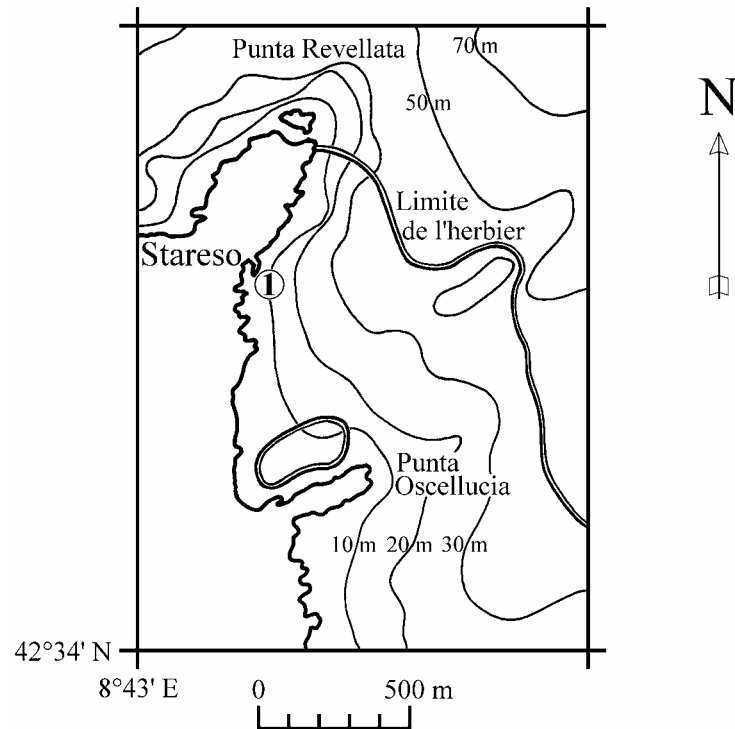 Punta Revellata
70 m
50 m
N
Limite
de l'herbier
Stareso
1
Punta
Oscellucia
10 m 20 m 30 m
42°34' N
8°43' E
0 500 m